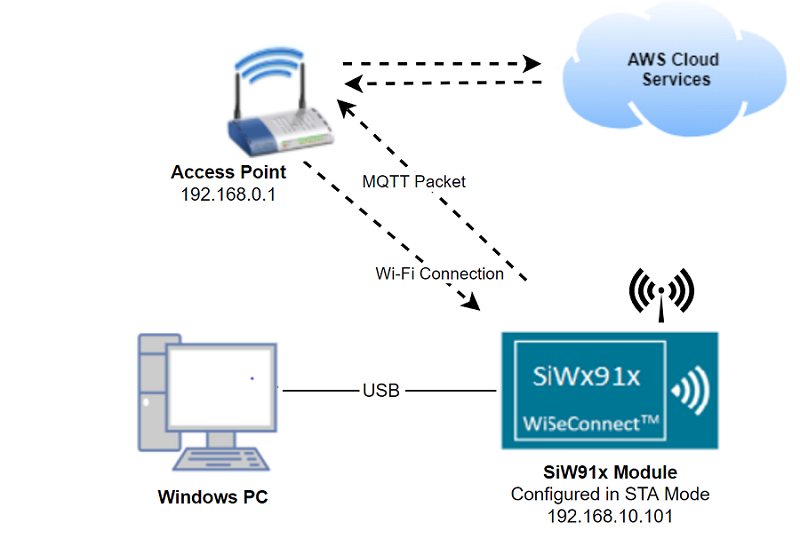 AWS Cloud
Services
Access Point
192.168.0.1
MQTT Packet
Wi-Fi Connection
USB
SiWx91x
WiSeConnect™
Windows PC
SiW91x Module
Configured in STA Mode
192.168.10.101